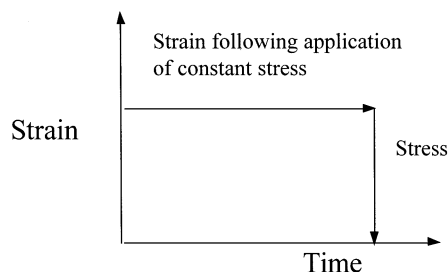 Strain following application
of constant stress
Strain
Stress
Time